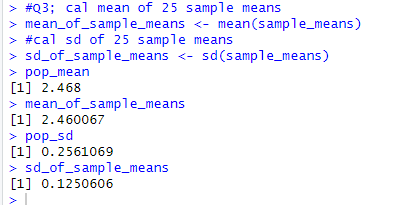 > #Q3; cal mean of 25 sample means
> mean_of_sample_means <- mean(sample_means)
> #cal sd of 25 sample means
> sd_of_sample_means <- sd(sample_means)
> pop_mean
[1] 2.468
> mean_of_sample_means
[1] 2.460067
> pop_sd
[1] 0.2561069
> sd_of_sample_means
[1] 0.1250606
>